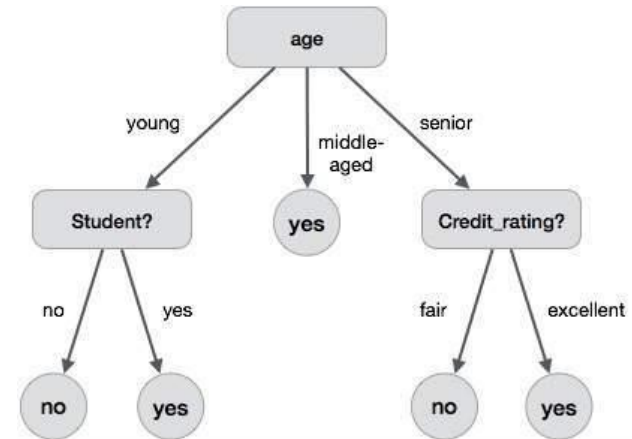 age
young
middle-
aged
senior
Student?
yes
Credit_rating?
no
yes
fair
excellent
no
yes
no
yes